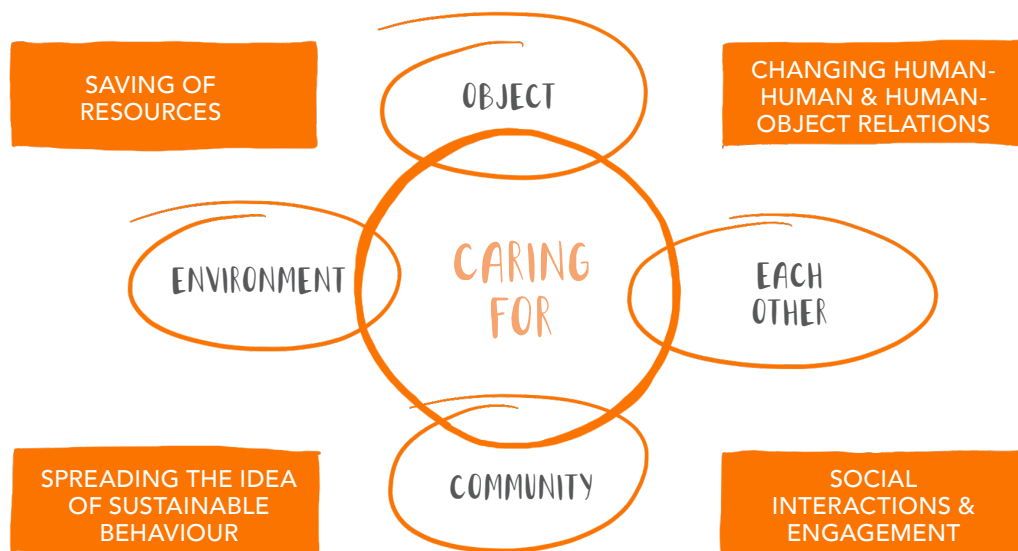 SAVING OF
RESOURCES
OBJECT
CHANGING HUMAN-
HUMAN & HUMAN-
OBJECT RELATIONS
ENVIRONMENT
CARING
FOR
EACH
OTHER
SPREADING THE IDEA
OF SUSTAINABLE
BEHAVIOUR
COMMUNITY
SOCIAL
INTERACTIONS &
ENGAGEMENT